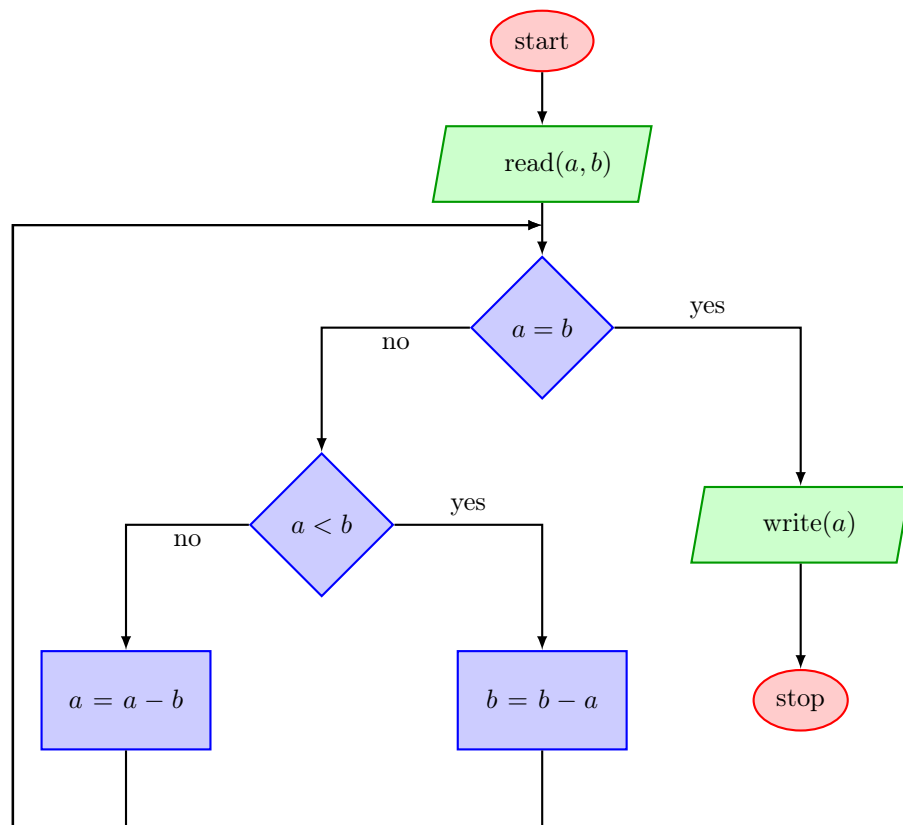 start
read(a, b)
a = b
no
yes
a < b
no
yes
write(a)
a = a − b
b = b − a
stop